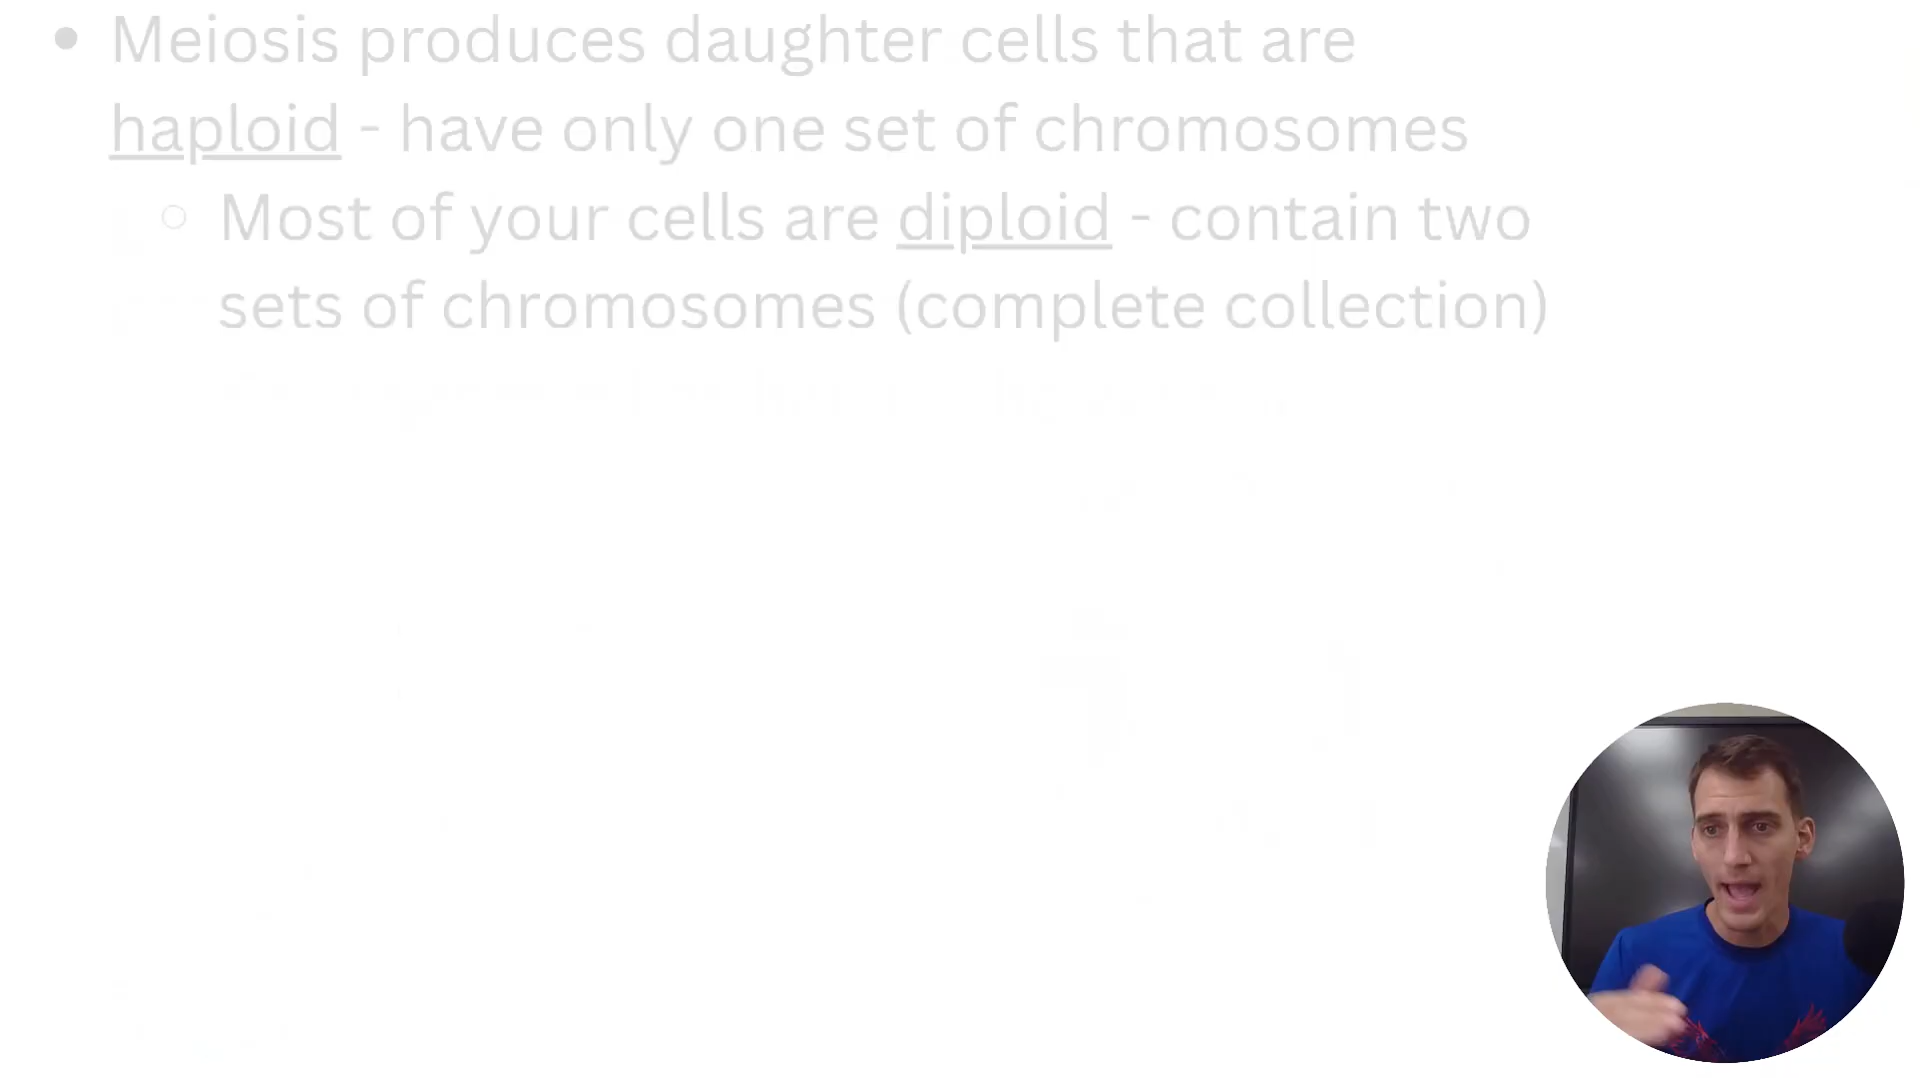 Meiosis produces daughter cells that are
haploid - have only one set of chromosomes
Most of your cells are diploid - contain two
sets of chromosomes (complete collection)